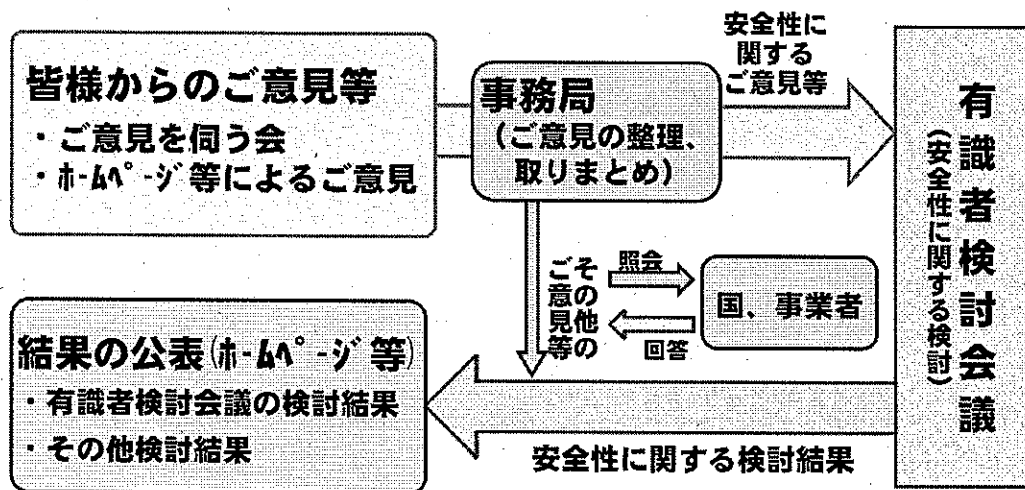 皆様からのご意見等
・ご意見を伺う会
・ホームページ等によるご意見
事務局
(ご意見の整理、
取りまとめ)
安全性に
関する
ご意見等
有識者検討会議
(安全性に関する検討)
その他の
ご意見等
照会
回答
国、事業者
結果の公表(ホームページ等)
・有識者検討会議の検討結果
・その他検討結果
安全性に関する検討結果